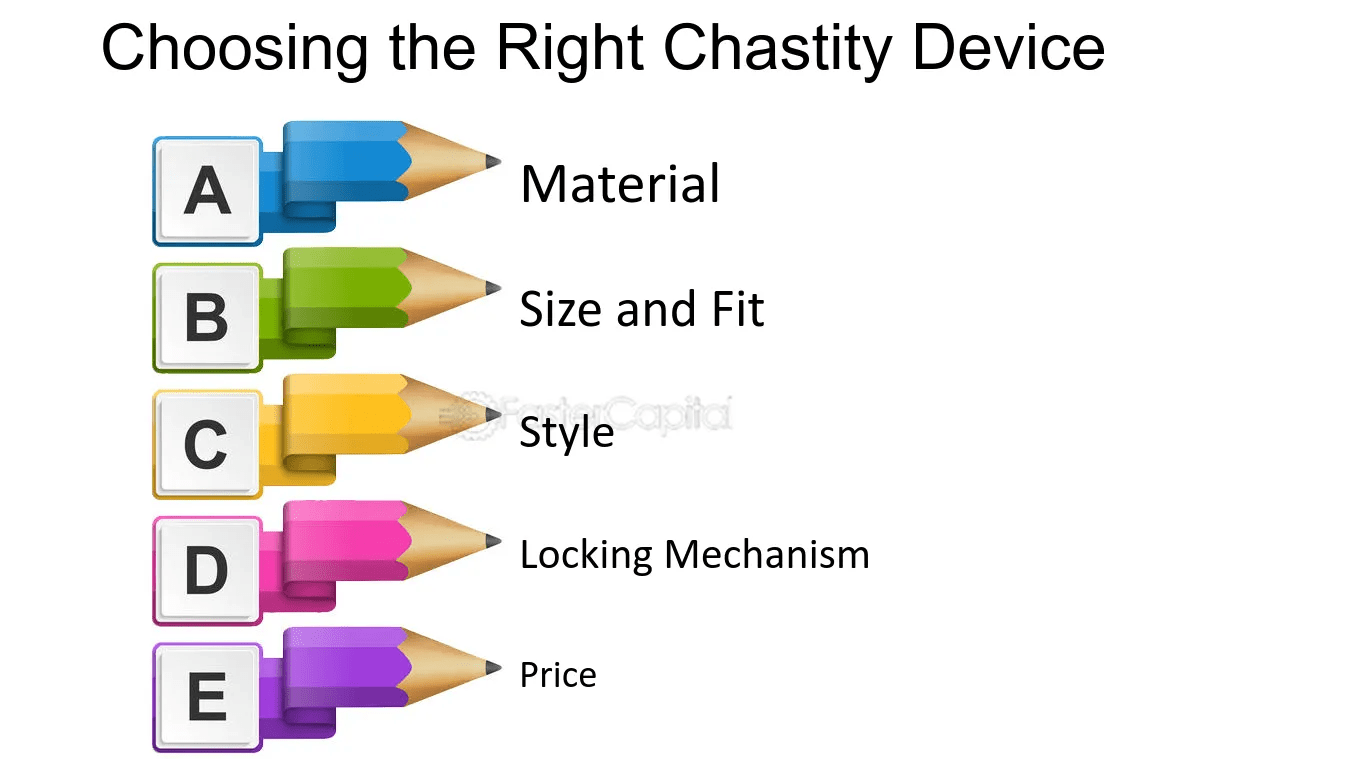 Choosing the Right Chastity Device
A
Material
B
Size and Fit
FasterCapital
C
Style
D
Locking Mechanism
E
Price